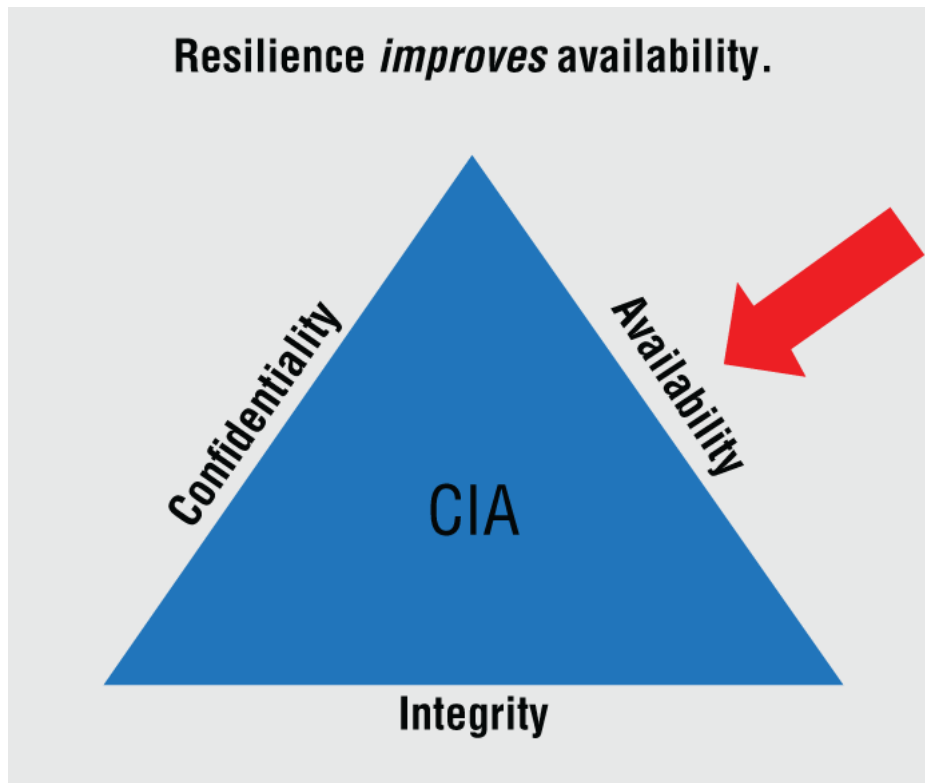 Resilience improves availability.
Confidentiality
Availability
CIA
Integrity